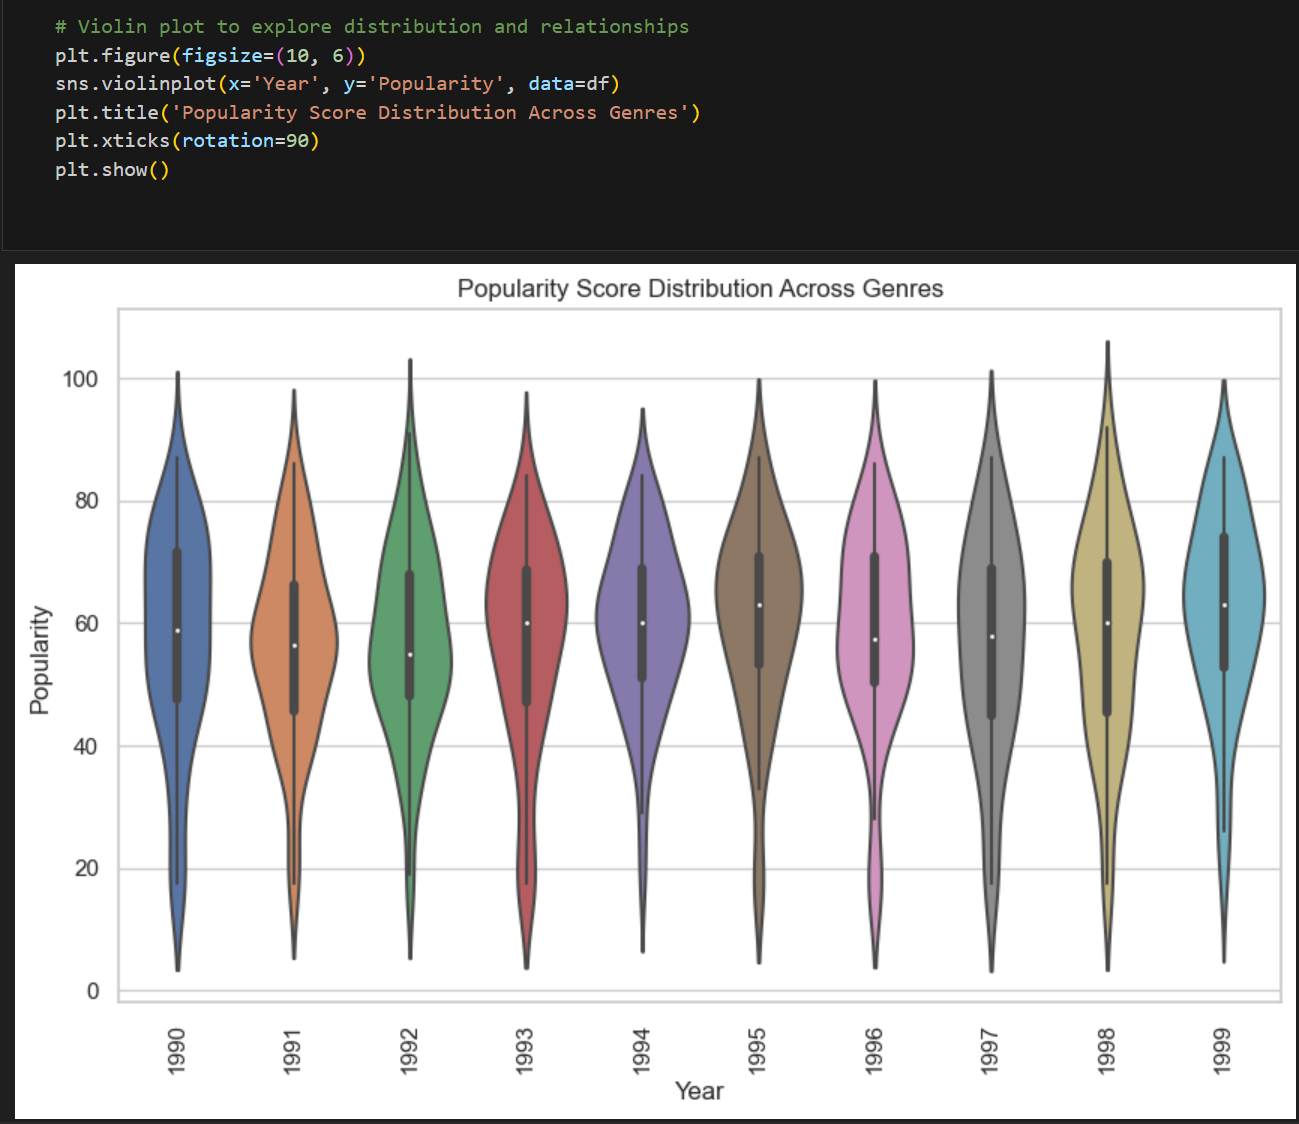 # Violin plot to explore distribution and relationships
plt.figure(figsize=(10, 6))
sns.violinplot(x='Year', y='Popularity', data=df)
plt.title('Popularity Score Distribution Across Genres')
plt.xticks(rotation=90)
plt.show()
Popularity Score Distribution Across Genres
100
80
60
40
20
0
Popularity
1990
1991
1992
1993
1994
1995
1996
1997
1998
1999
Year